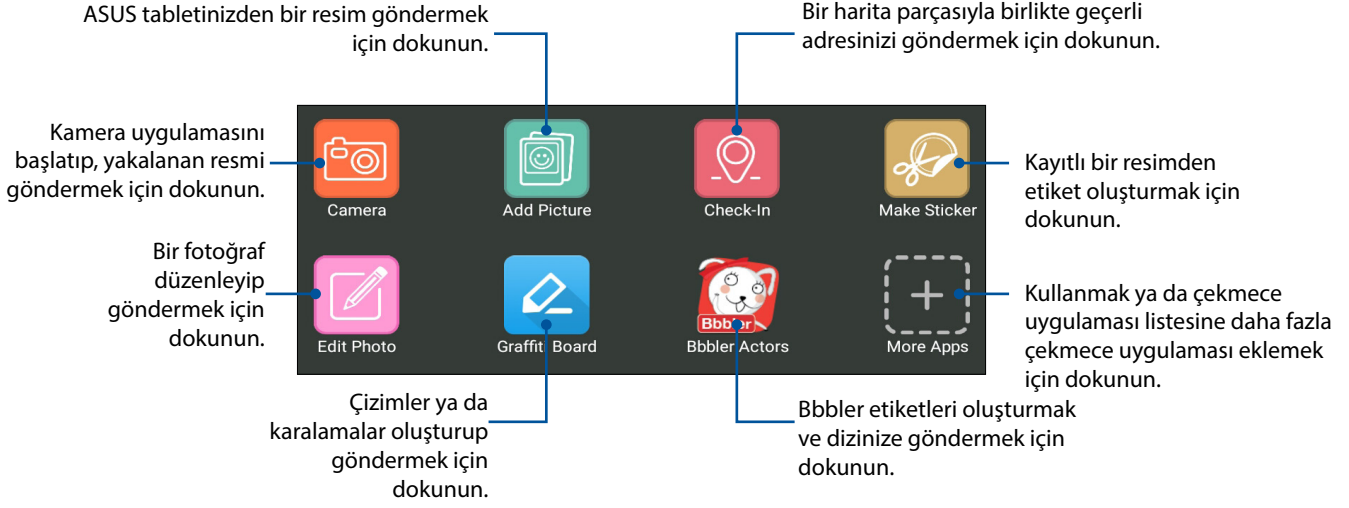 ASUS tabletinizden bir resim göndermek
için dokunun.
Bir harita parçasıyla birlikte geçerli
adresinizi göndermek için dokunun.
Kamera uygulamasını
başlatıp, yakalanan resmi
göndermek için dokunun.
Kayıtlı bir resimden
etiket oluşturmak için
dokunun.
Camera
Add Picture
Check-In
Make Sticker
Bir fotoğraf
düzenleyip
göndermek için
dokunun.
Bbbler
Kullanmak ya da çekmece
uygulaması listesine daha fazla
çekmece uygulaması eklemek
için dokunun.
Edit Photo
Graffiti Board
Bbbler Actors
More Apps
Çizimler ya da
karalamalar oluşturup
göndermek için
dokunun.
Bbbler etiketleri oluşturmak
ve dizinize göndermek için
dokunun.